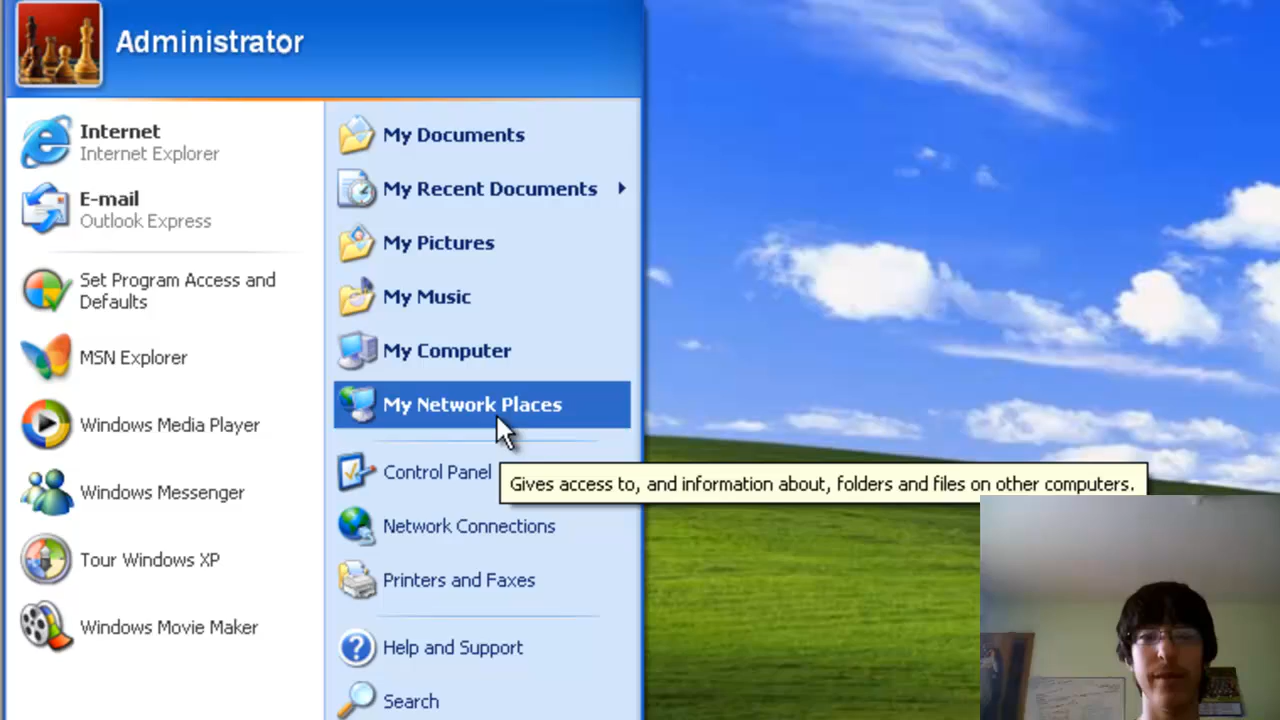 Administrator
Internet
Internet Explorer
E-mail
Outlook Express
Set Program Access and
Defaults
MSN Explorer
Windows Media Player
Windows Messenger
Tour Windows XP
Windows Movie Maker
My Documents
My Recent Documents
My Pictures
My Music
My Computer
My Network Places
Control Panel
Gives access to, and information about, folders and files on other computers.
Network Connections
Printers and Faxes
Help and Support
Search